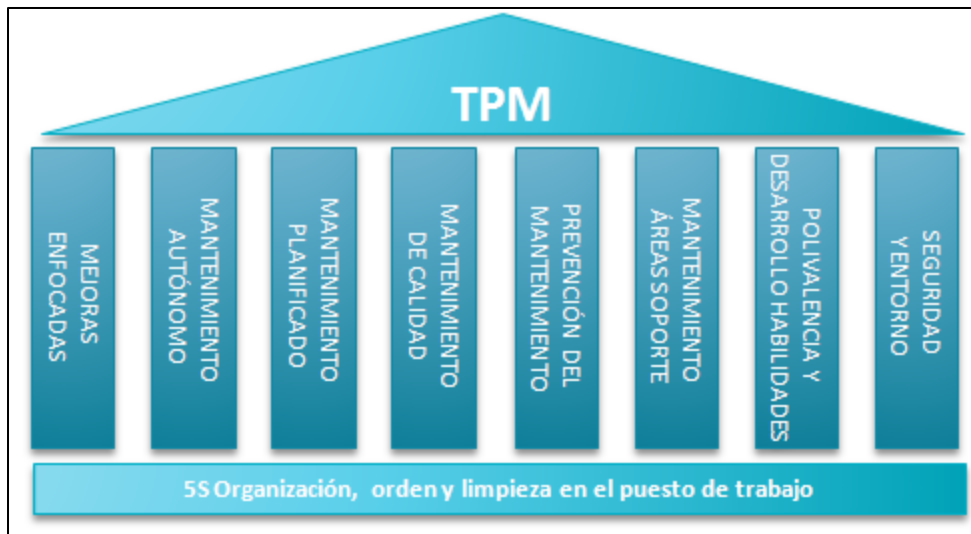 TPM
MEJORAS
ENFOCADAS
MANTENIMIENTO
AUTÓNOMO
MANTENIMIENTO
PLANIFICADO
MANTENIMIENTO
DE CALIDAD
PREVENCIÓN DEL
MANTENIMIENTO
MANTENIMIENTO
ÁREAS SOPORTE
POLIVALENCIA Y
DESARROLLO HABILIDADES
SEGURIDAD
Y ENTORNO
5S Organización, orden y limpieza en el puesto de trabajo